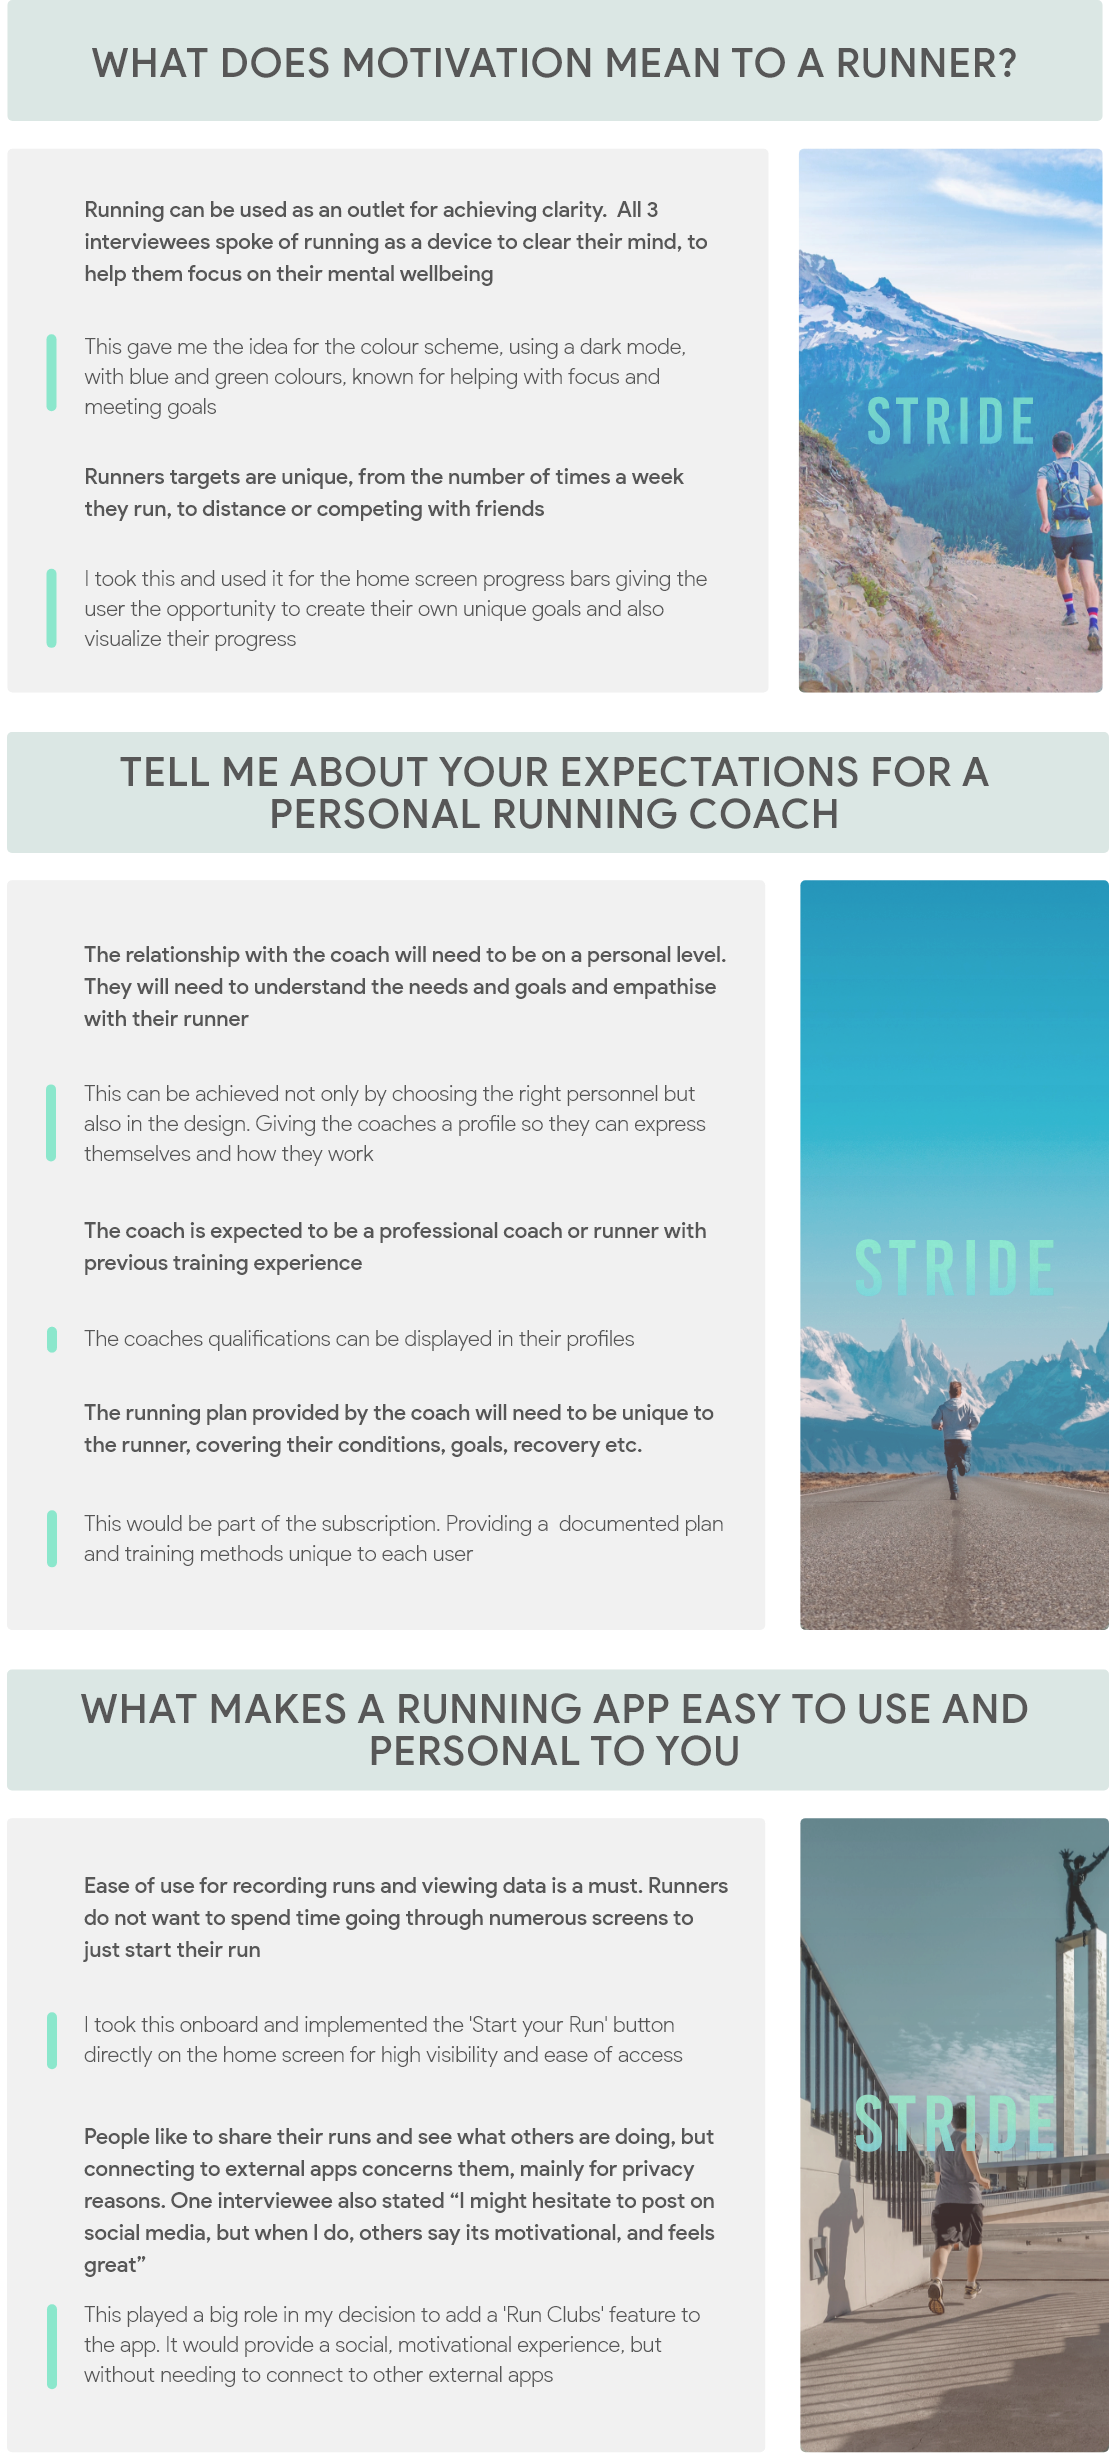 WHAT DOES MOTIVATION MEAN TO A RUNNER?
Running can be used as an outlet for achieving clarity.  All 3
interviewees spoke of running as a device to clear their mind, to
help them focus on their mental wellbeing
This gave me the idea for the colour scheme, using a dark mode,
with blue and green colours, known for helping with focus and
meeting goals
Runners targets are unique, from the number of times a week
they run, to distance or competing with friends
I took this and used it for the home screen progress bars giving the
user the opportunity to create their own unique goals and also
visualize their progress
STRIDE
TELL ME ABOUT YOUR EXPECTATIONS FOR A
PERSONAL RUNNING COACH
The relationship with the coach will need to be on a personal level.
They will need to understand the needs and goals and empathise
with their runner
This can be achieved not only by choosing the right personnel but
also in the design. Giving the coaches a profile so they can express
themselves and how they work
The coach is expected to be a professional coach or runner with
previous training experience
The coaches qualifications can be displayed in their profiles
The running plan provided by the coach will need to be unique to
the runner, covering their conditions, goals, recovery etc.
This would be part of the subscription. Providing a  documented plan
and training methods unique to each user
STRIDE
WHAT MAKES A RUNNING APP EASY TO USE AND
PERSONAL TO YOU
Ease of use for recording runs and viewing data is a must. Runners
do not want to spend time going through numerous screens to
just start their run
I took this onboard and implemented the 'Start your Run' button
directly on the home screen for high visibility and ease of access
People like to share their runs and see what others are doing, but
connecting to external apps concerns them, mainly for privacy
reasons. One interviewee also stated “I might hesitate to post on
social media, but when I do, others say its motivational, and feels
great”
This played a big role in my decision to add a 'Run Clubs' feature to
the app. It would provide a social, motivational experience, but
without needing to connect to other external apps
STRIDE